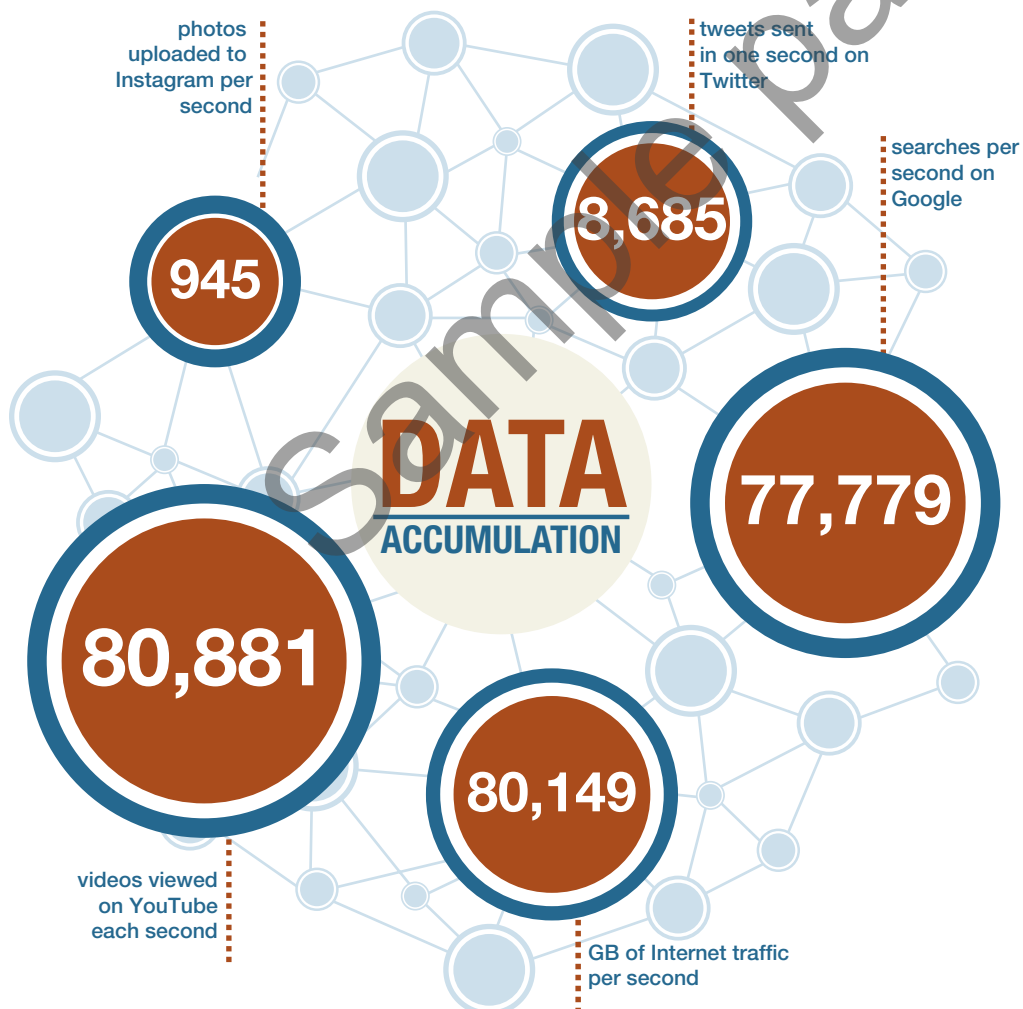 photos
uploaded to
Instagram per
second
945
tweets sent
in one second on
Twitter
8,685
searches per
second on
Google
77,779
DATA
ACCUMULATION
80,881
videos viewed
on YouTube
each second
80,149
GB of Internet traffic
per second
Sample pa